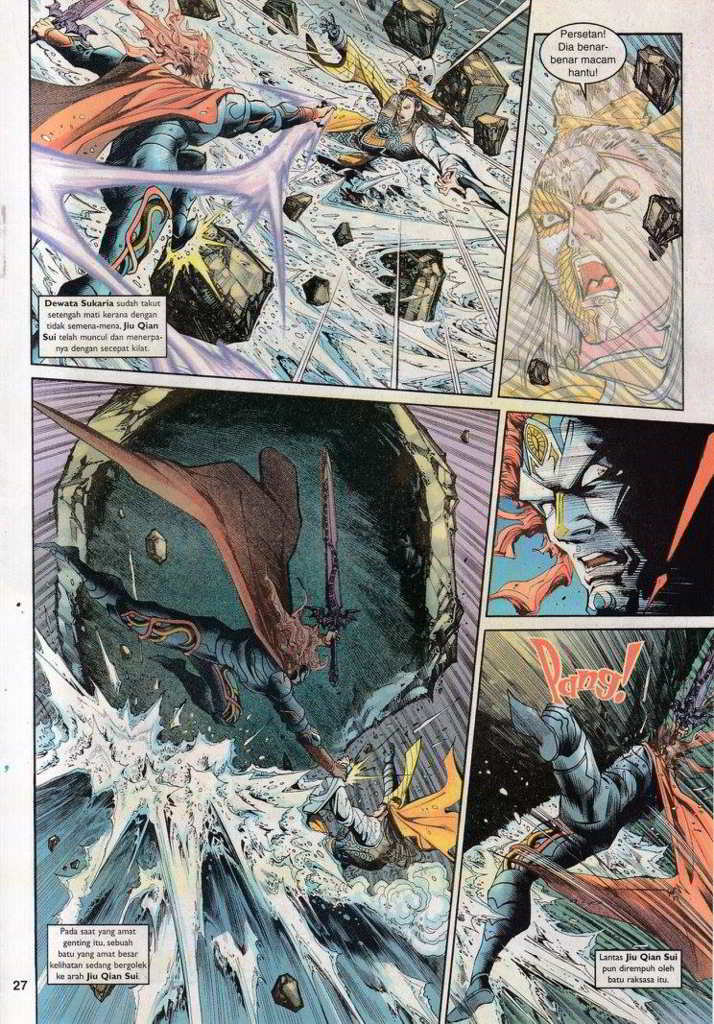 Persetan!
Dia benar-
benar macam
hantu!
Dewata Sukaria sudah takut
setengah mati kerana dengan
tidak semena-mena, Jiu Qian
Sui telah muncul dan menerpa-
nya dengan secepat kilat.
Pang!
Pada saat yang amat
genting itu, sebuah
batu yang amat besar
kelihatan sedang bergolek
ke arah Jiu Qian Sui.
Lantas Jiu Qian Sui
pun dirempuh oleh
batu raksasa itu.
27